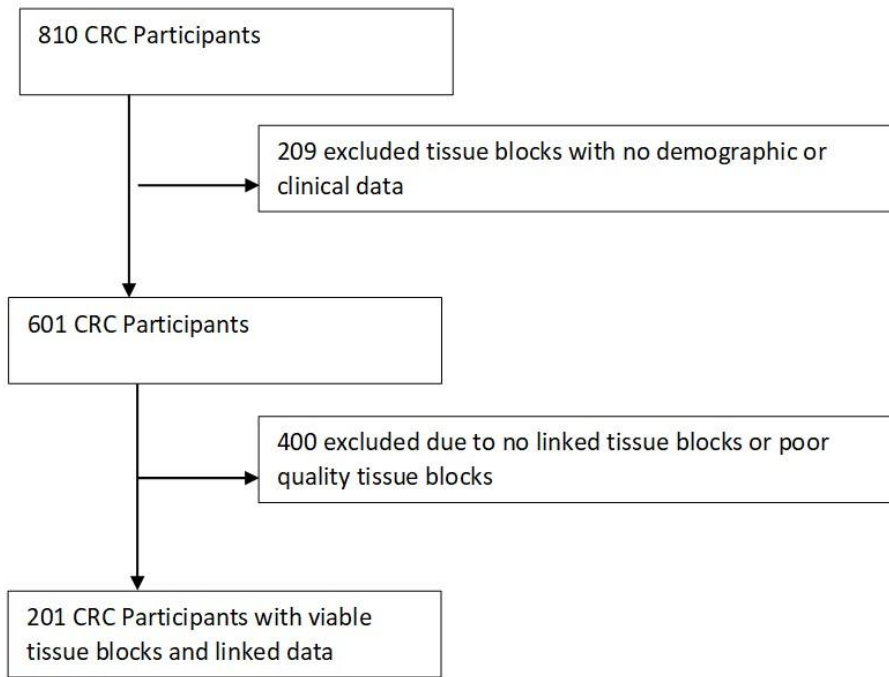 810 CRC Participants
209 excluded tissue blocks with no demographic or
clinical data
601 CRC Participants
400 excluded due to no linked tissue blocks or poor
quality tissue blocks
201 CRC Participants with viable
tissue blocks and linked data